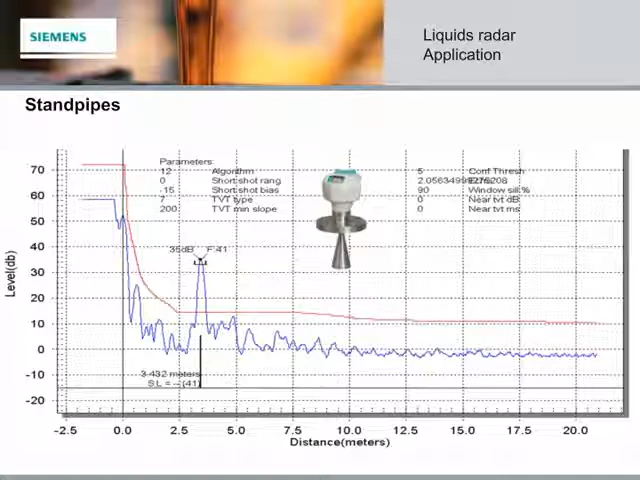 SIEMENS
Liquids radar
Application
Standpipes
Parameters:
12 Algorithm 5 Conf Thresh
0 Short shot rang
-15 Short shot bias 90 Window sill:%
7 TVT type 0 Near tvt dB
200 TVT min slope 0 Near tvt ms
70
60
50
40
30
20
10
0
-10
-20
Level(db)
35dB F:41
3.432 meters
S:L = -- (41)
-2.5 0.0 2.5 5.0 7.5 10.0 12.5 15.0 17.5 20.0
Distance(meters)